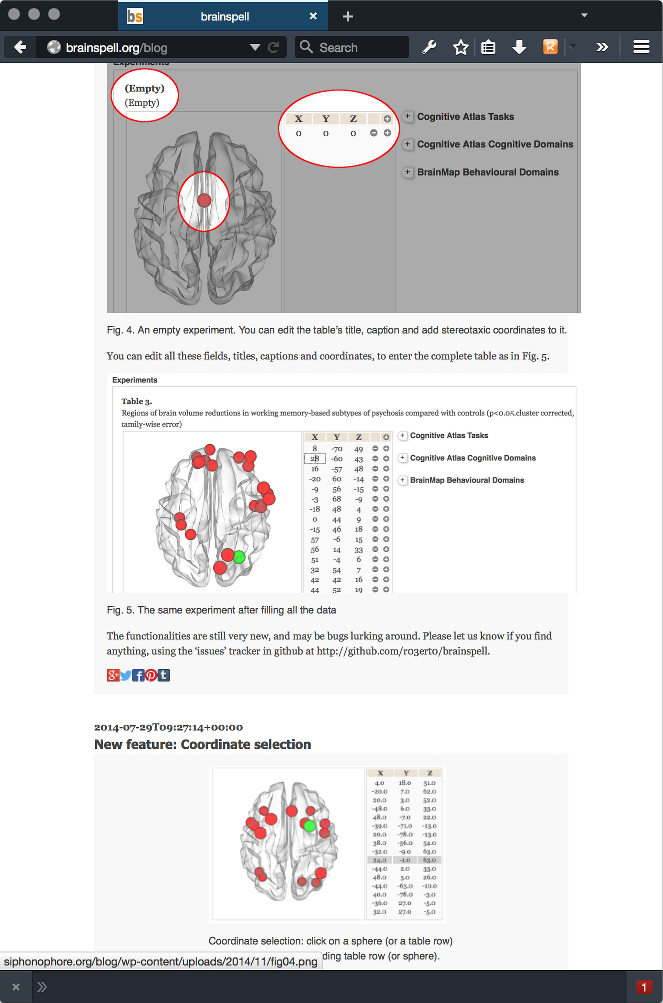 bs
brainspell
brainspell.org/blog
Search
Experiments
(Empty)
(Empty)
X Y Z
0 0 0
Cognitive Atlas Tasks
Cognitive Atlas Cognitive Domains
BrainMap Behavioural Domains
Fig. 4. An empty experiment. You can edit the table's title, caption and add stereotaxic coordinates to it.
You can edit all these fields, titles, captions and coordinates, to enter the complete table as in Fig. 5.
Experiments
Table 3.
Regions of brain volume reductions in working memory-based subtypes of psychosis compared with controls (p<0.05.cluster corrected,
family-wise error)
X Y Z
8 -70 49
28 -60 43
16 -57 48
-20 60 -14
-9 56 -15
-3 68 -9
-18 48 4
0 44 9
-15 46 18
57 -6 15
56 14 33
51 -4 6
32 54 7
42 42 16
44 52 19
Cognitive Atlas Tasks
Cognitive Atlas Cognitive Domains
BrainMap Behavioural Domains
Fig. 5. The same experiment after filling all the data
The functionalities are still very new, and may be bugs lurking around. Please let us know if you find
anything, using the 'issues' tracker in github at http://github.com/r03ert0/brainspell.
2014-07-29T09:27:14+00:00
New feature: Coordinate selection
X Y Z
4.0 18.0 51.0
-20.0 7.0 62.0
20.0 3.0 52.0
-48.0 6.0 33.0
48.0 -7.0 22.0
-39.0 -71.0 -13.0
20.0 -78.0 -13.0
38.0 -56.0 54.0
-32.0 -9.0 63.0
24.0 -1.0 63.0
-44.0 2.0 33.0
48.0 5.0 26.0
-44.0 -63.0 -10.0
40.0 -78.0 -3.0
-36.0 27.0 -5.0
32.0 27.0 -5.0
Coordinate selection: click on a sphere (or a table row)
ding table row (or sphere).
siphonophore.org/blog/wp-content/uploads/2014/11/fig04.png
1